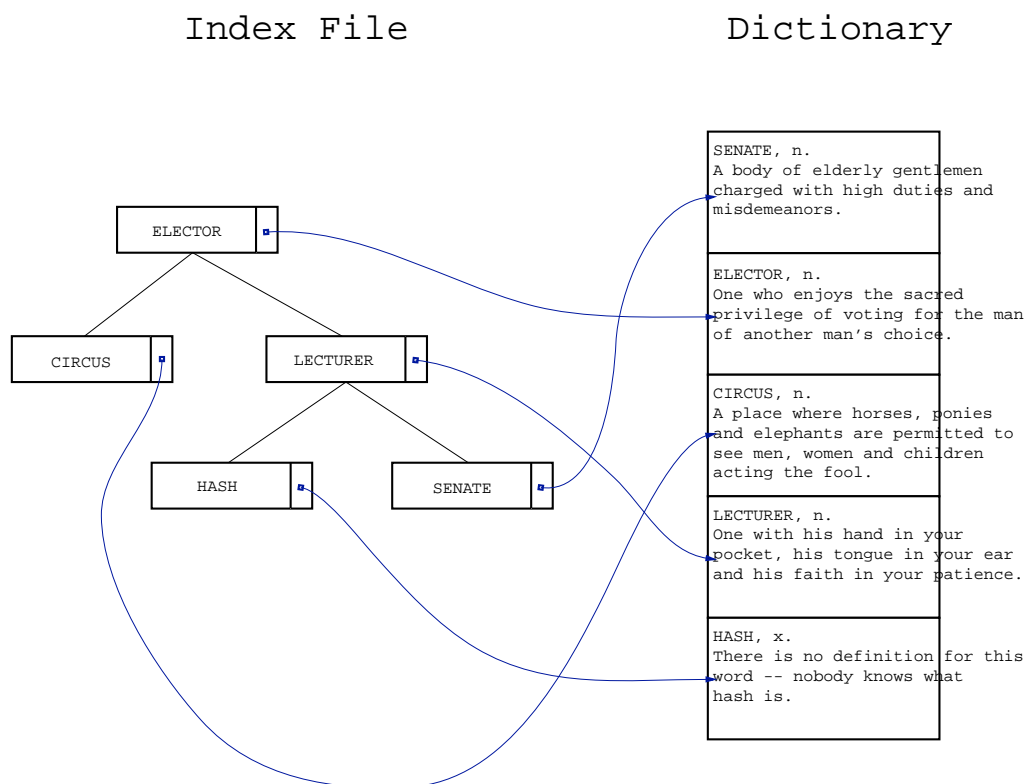 Index File
Dictionary
ELECTOR
CIRCUS
LECTURER
HASH
SENATE
SENATE, n.
A body of elderly gentlemen
charged with high duties and
misdemeanors.
ELECTOR, n.
One who enjoys the sacred
privilege of voting for the man
of another man's choice.
CIRCUS, n.
A place where horses, ponies
and elephants are permitted to
see men, women and children
acting the fool.
LECTURER, n.
One with his hand in your
pocket, his tongue in your ear
and his faith in your patience.
HASH, x.
There is no definition for this
word -- nobody knows what
hash is.